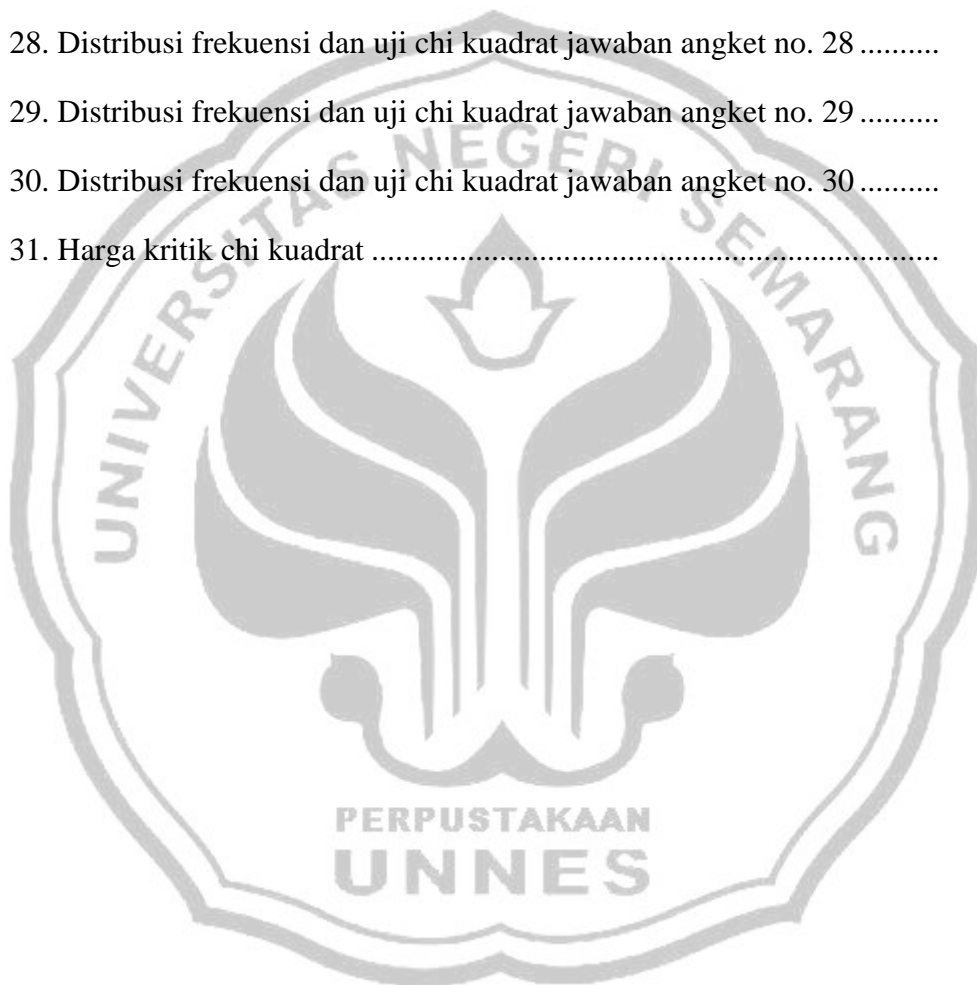 28. Distribusi frekuensi dan uji chi kuadrat jawaban angket no. 28 ..........
29. Distribusi frekuensi dan uji chi kuadrat jawaban angket no. 29 ..........
30. Distribusi frekuensi dan uji chi kuadrat jawaban angket no. 30 ..........
31. Harga kritik chi kuadrat .......................................................................
UNIVERSITAS NEGERI SEMARANG
PERPUSTAKAAN
UNNES